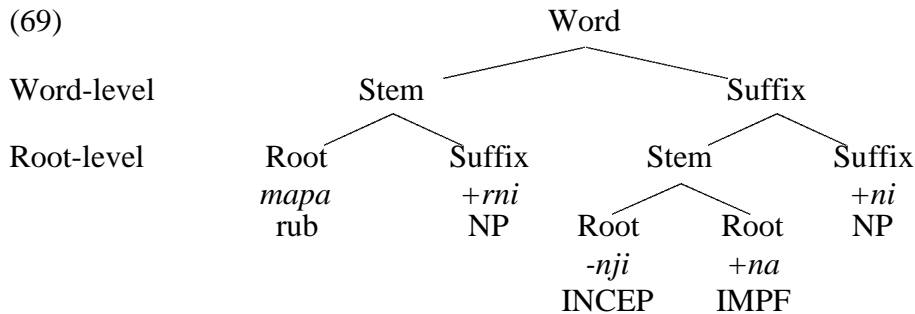 (69) Word
Word-level Stem Suffix
Root-level Root Suffix Stem Suffix
mapa +rni +ni
rub NP Root Root NP
-nji +na
INCEP IMPF